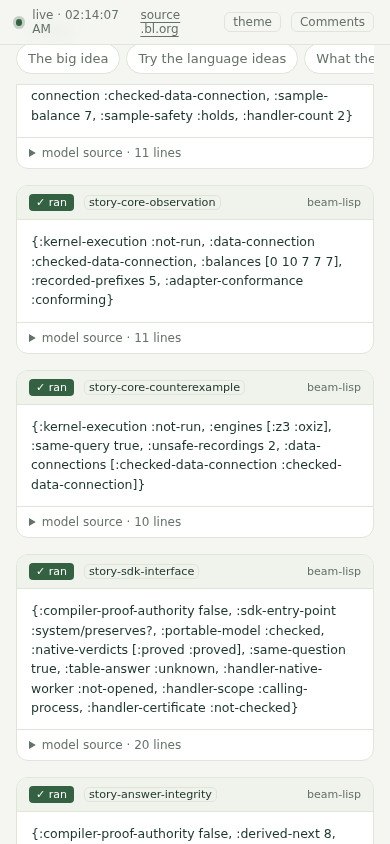 live · 02:14:07 AM
source .bl.org
theme
Comments
The big idea
Try the language ideas
What the
connection :checked-data-connection, :sample-
balance 7, :sample-safety :holds, :handler-count 2}
▶ model source · 11 lines
✓ ran
story-core-observation
beam-lisp
{:kernel-execution :not-run, :data-connection
:checked-data-connection, :balances [0 10 7 7 7],
:recorded-prefixes 5, :adapter-conformance
:conforming}
▶ model source · 11 lines
✓ ran
story-core-counterexample
beam-lisp
{:kernel-execution :not-run, :engines [:z3 :oxiz],
:same-query true, :unsafe-recordings 2, :data-
connections [:checked-data-connection :checked-
data-connection]}
▶ model source · 10 lines
✓ ran
story-sdk-interface
beam-lisp
{:compiler-proof-authority false, :sdk-entry-point
:system/preserves?, :portable-model :checked,
:native-verdicts [:proved :proved], :same-question
true, :table-answer :unknown, :handler-native-
worker :not-opened, :handler-scope :calling-
process, :handler-certificate :not-checked}
▶ model source · 20 lines
✓ ran
story-answer-integrity
beam-lisp
{:compiler-proof-authority false, :derived-next 8,